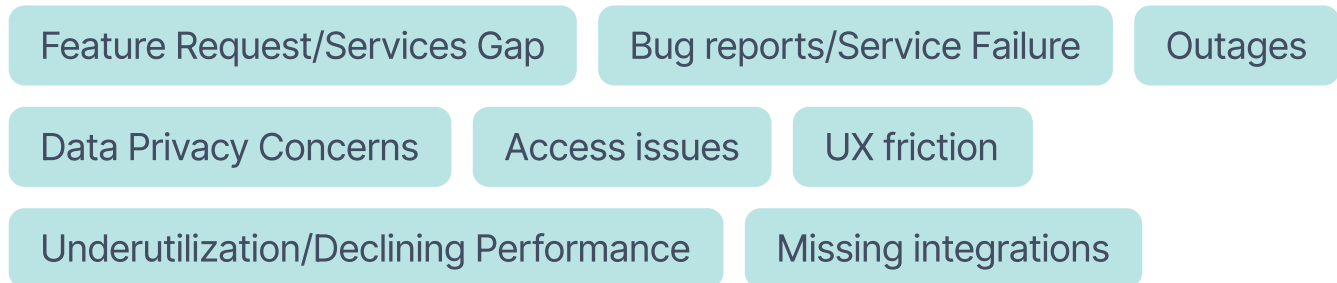 Feature Request/Services Gap Bug reports/Service Failure Outages
Data Privacy Concerns Access issues UX friction
Underutilization/Declining Performance Missing integrations